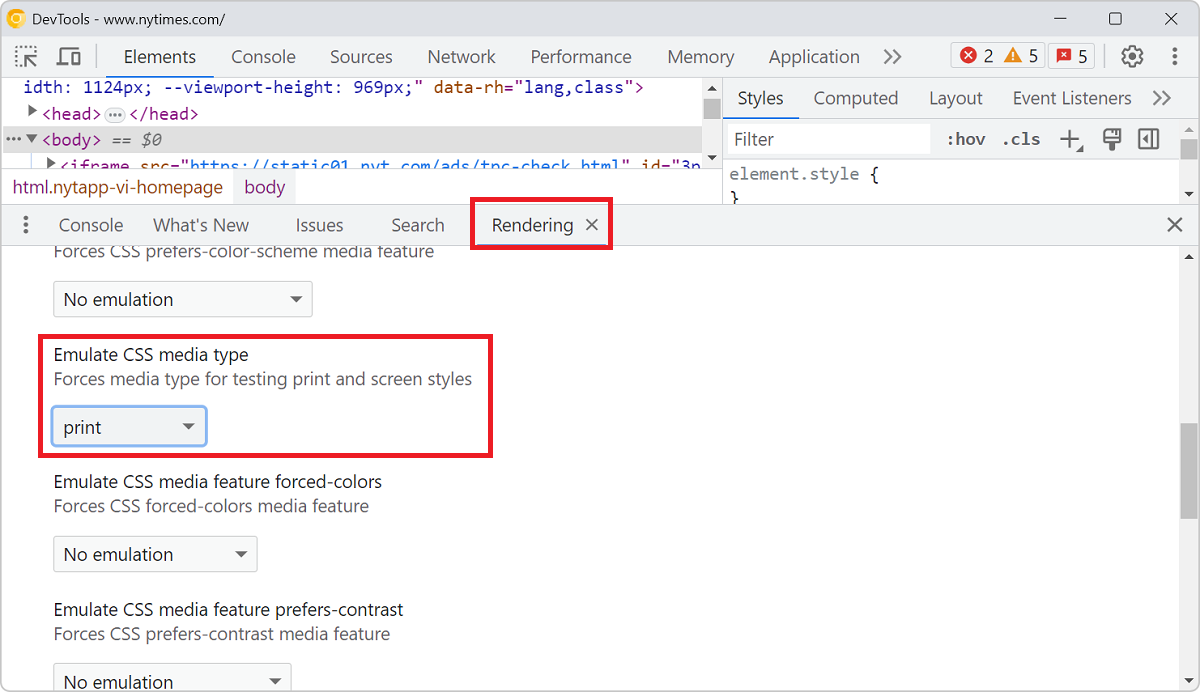 DevTools - www.nytimes.com/
Elements Console Sources Network Performance Memory Application 2 5 5
idth: 1124px; --viewport-height: 969px;" data-rh="lang,class">
<head> … </head>
… <body> == $0
<iframe src="https://static01.nyt.com/ads/tpc-check.html" id="3p
html.nytapp-vi-homepage body
Styles Computed Layout Event Listeners
Filter :hov .cls
element.style {
}
Console What's New Issues Search Rendering
Forces CSS prefers-color-scheme media feature
No emulation
Emulate CSS media type
Forces media type for testing print and screen styles
print
Emulate CSS media feature forced-colors
Forces CSS forced-colors media feature
No emulation
Emulate CSS media feature prefers-contrast
Forces CSS prefers-contrast media feature
No emulation